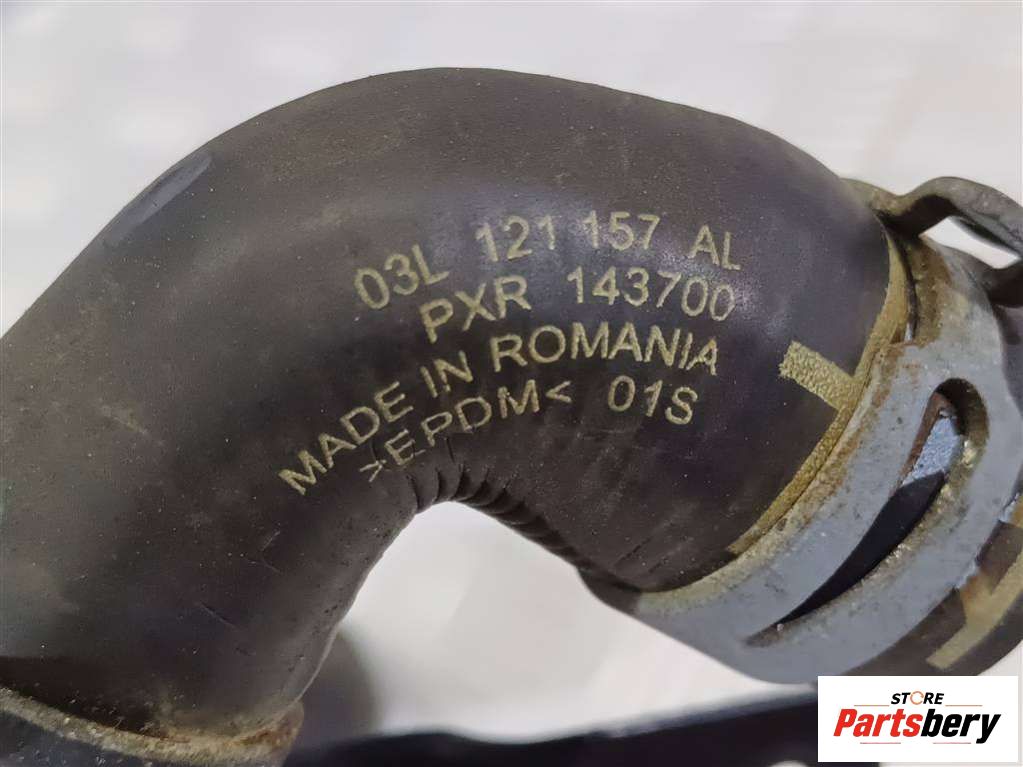 03L 121 157 AL
PXR 143700
MADE IN ROMANIA
>EPDM< 01S
STORE
Partsbery